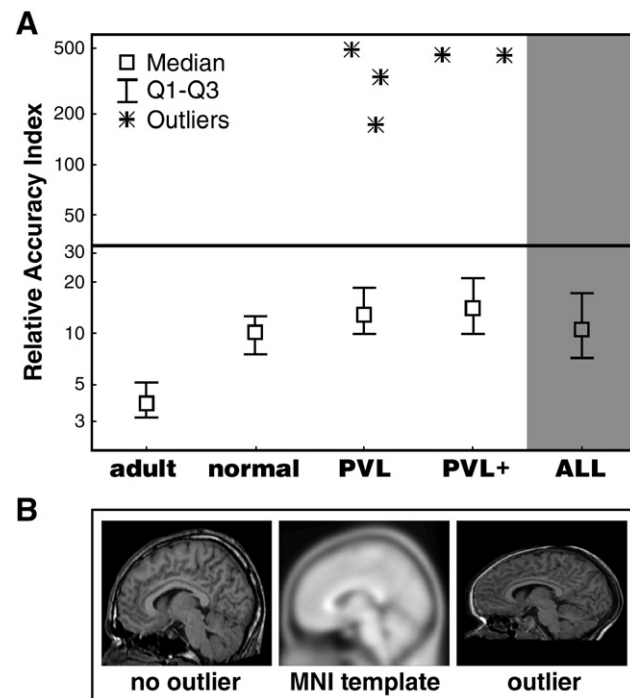 A
Relative Accuracy Index
500
200
100
50
30
20
10
5
3
Median
Q1-Q3
Outliers
adult normal PVL PVL+ ALL
B
no outlier MNI template outlier